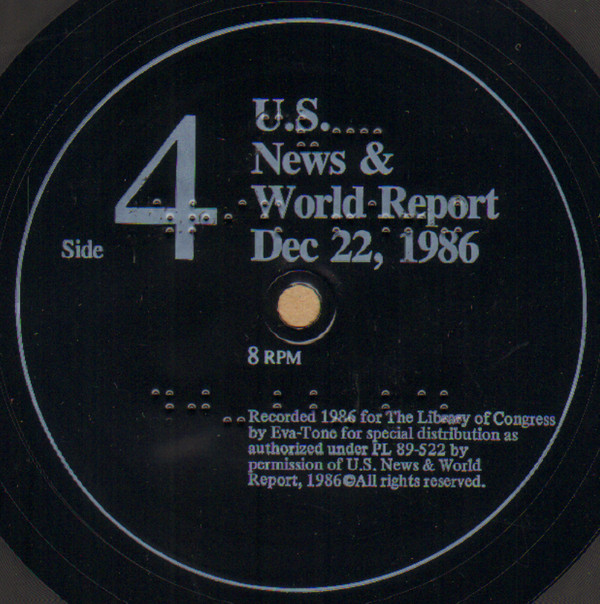 U.S.
News &
World Report
Dec 22, 1986
Side 4
8 RPM
Recorded 1986 for The Library of Congress
by Eva-Tone for special distribution as
authorized under PL 89-522 by
permission of U.S. News & World
Report, 1986©All rights reserved.